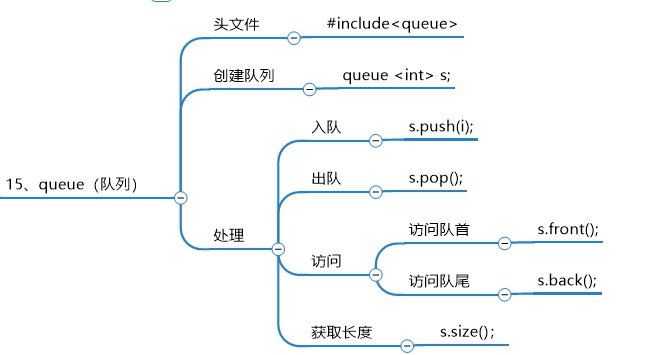 头文件
#include<queue>
创建队列
queue <int> s;
入队
s.push(i);
出队
s.pop();
15、queue（队列）
处理
访问
访问队首
s.front();
访问队尾
s.back();
获取长度
s.size();